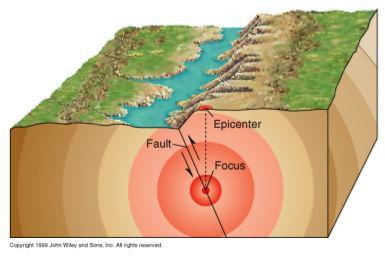 Epicenter
Fault
Focus
Copyright 1999 John Wiley and Sons, Inc. All rights reserved.